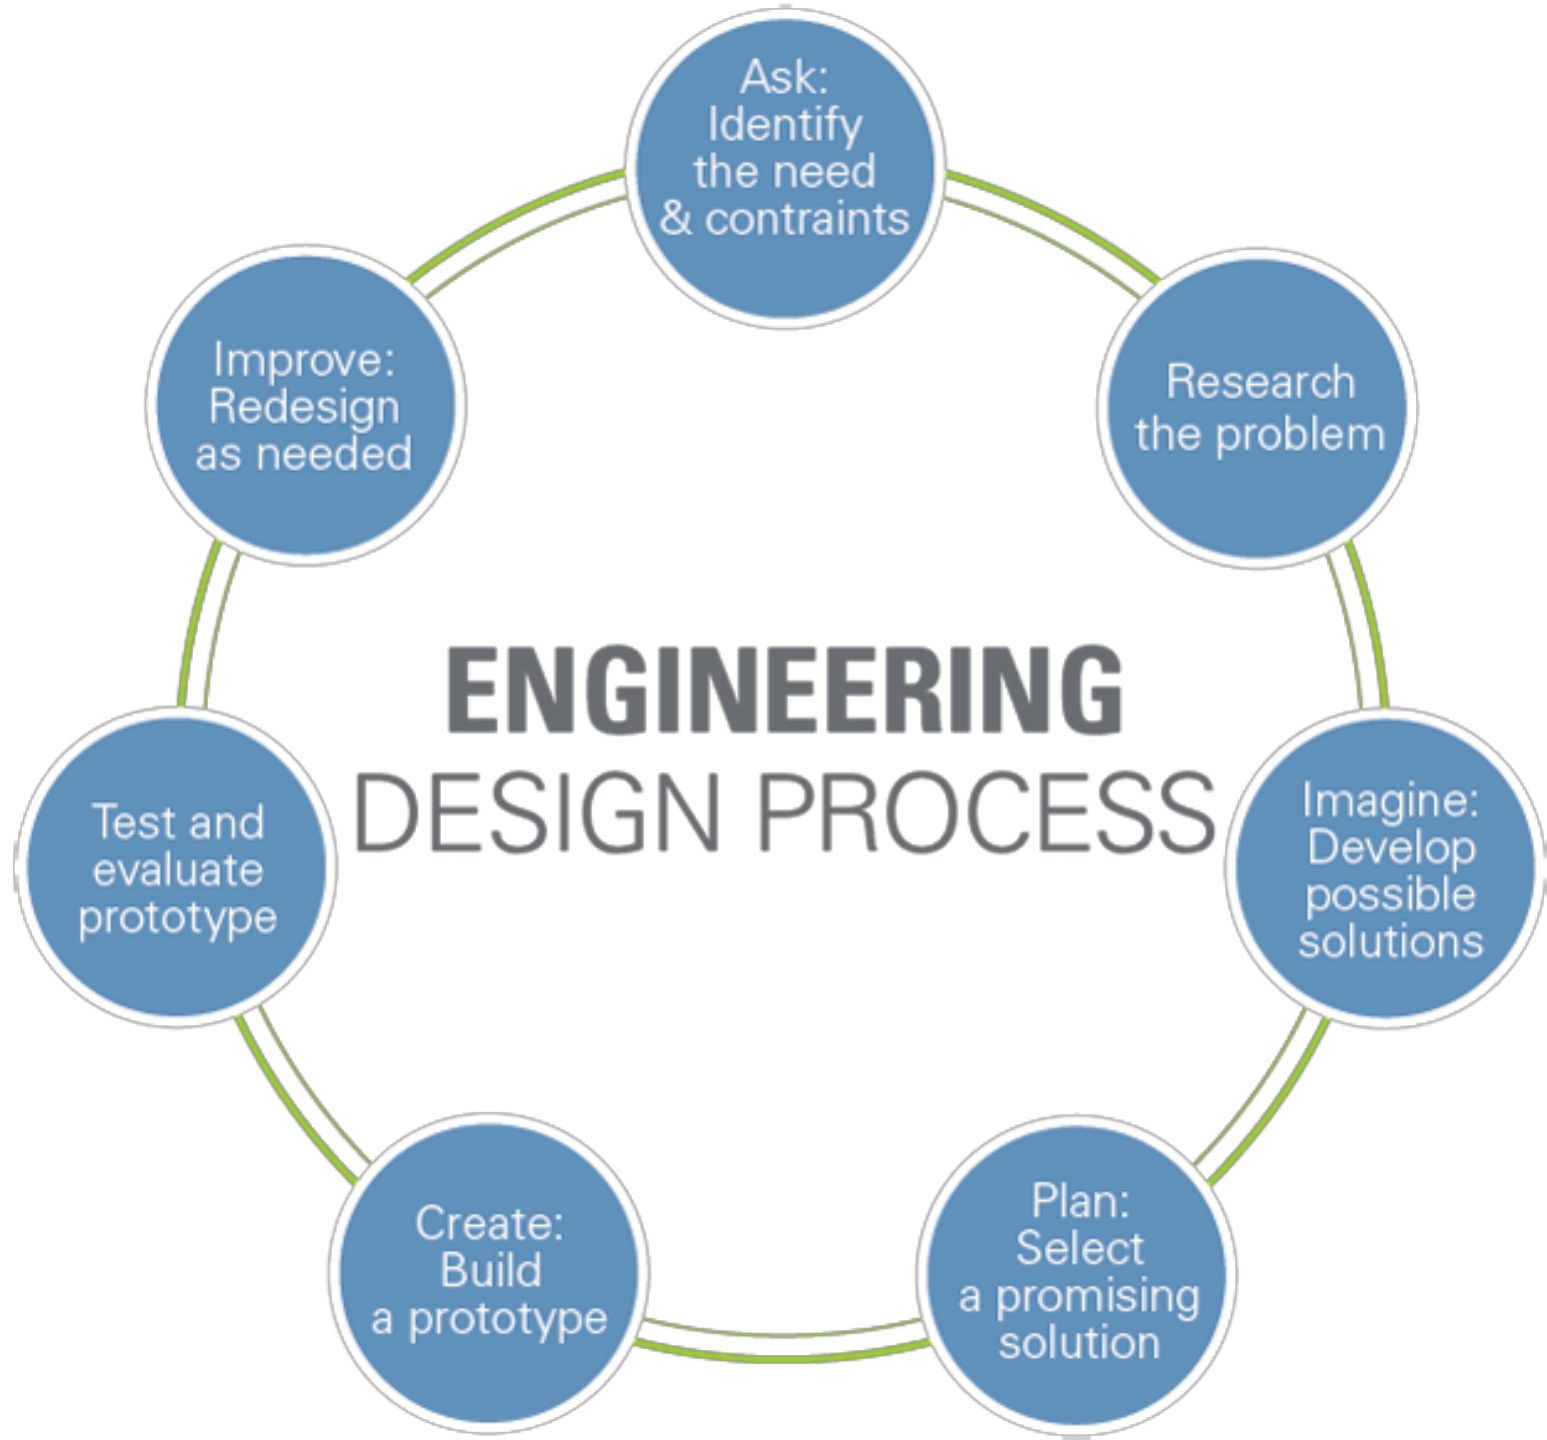 Ask:
Identify
the need
& contraints
Research
the problem
Imagine:
Develop
possible
solutions
Plan:
Select
a promising
solution
Create:
Build
a prototype
Test and
evaluate
prototype
Improve:
Redesign
as needed
ENGINEERING
DESIGN PROCESS